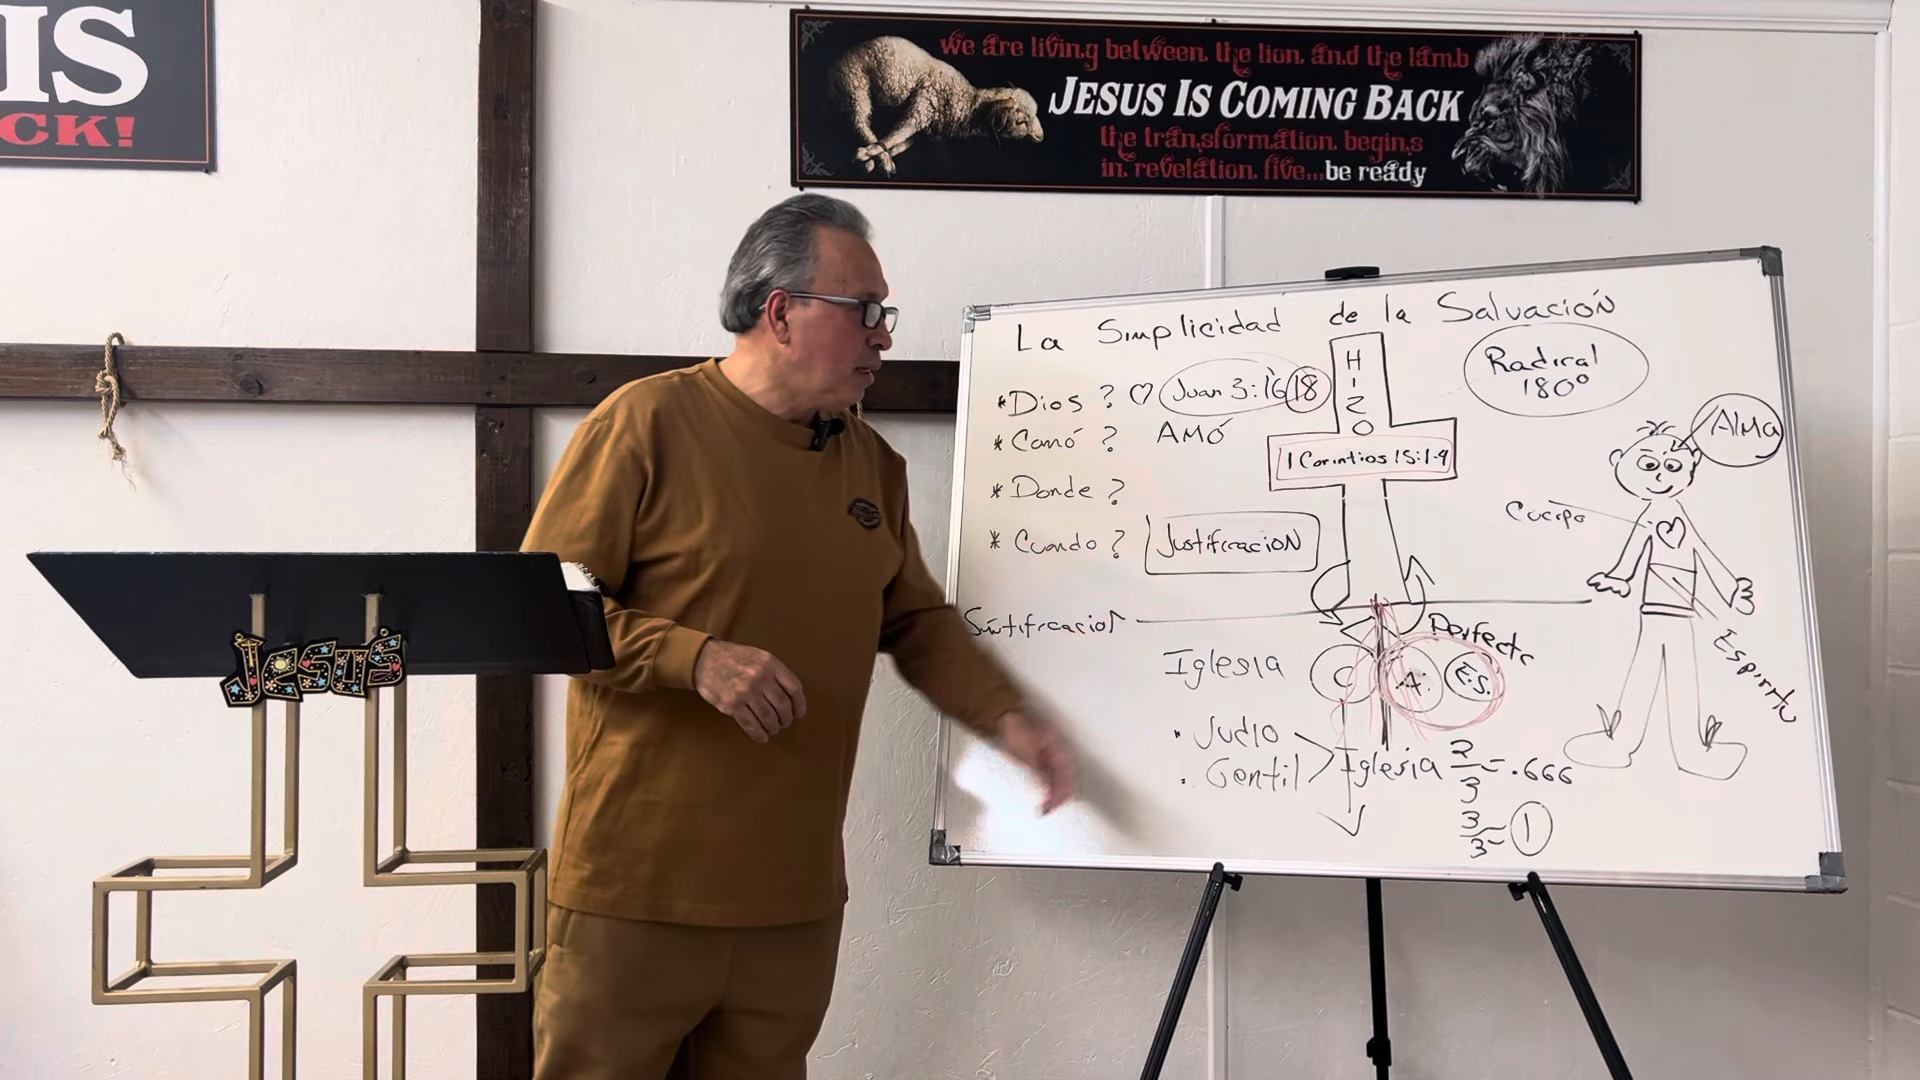 IS
CK!
we are living between the lion and the lamb
JESUS IS COMING BACK
the transformation begins
in revelation five...be ready
La Simplicidad de la Salvación
H
I
Z
O
Radical
180°
*Dios ? Juan 3:16 18
*Comó ? AMÓ
1 Corintios 15:1-4
Alma
*Donde ?
Cuerpo
*Cuando ? Justificacion
Santificacion
Perfecto
Espiritu
Iglesia C A. E.S.
Judio
Gentil > Iglesia 2/3 = .666
3/3 = 1
Jesus